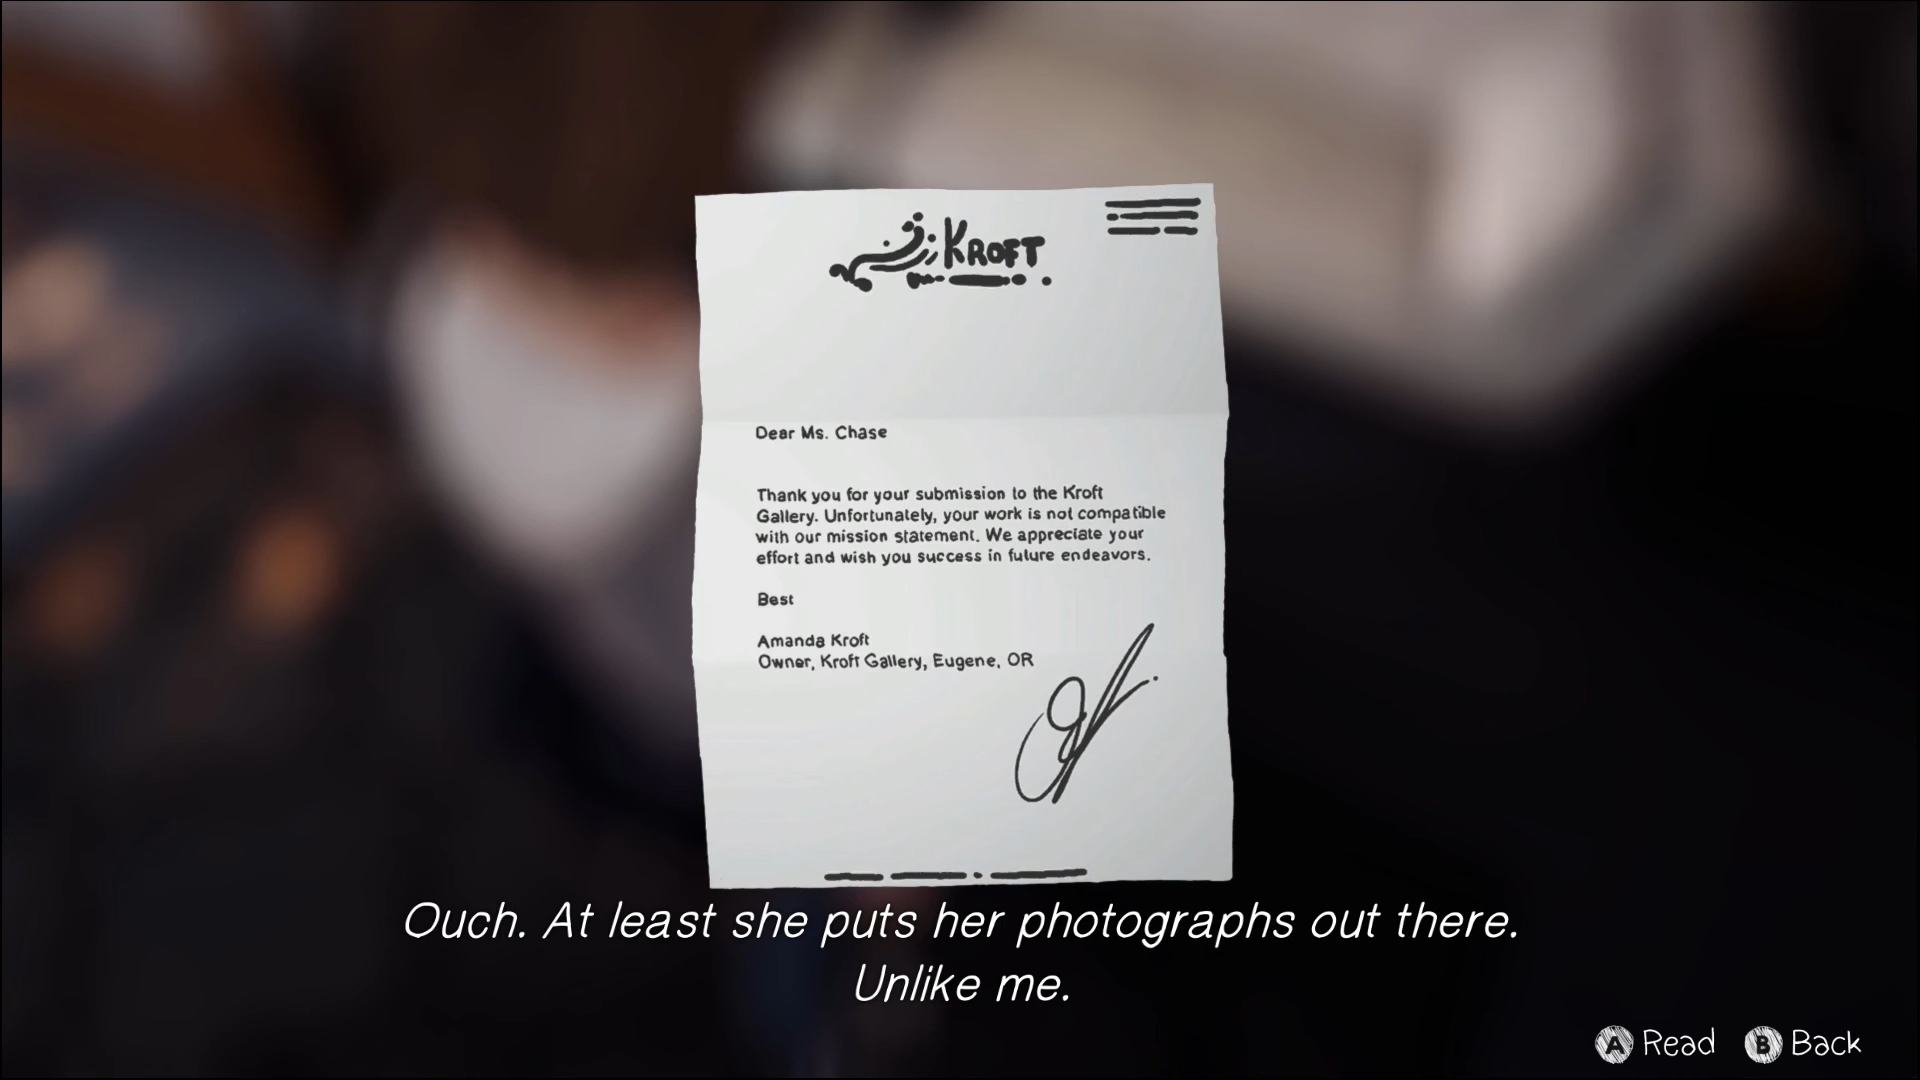 KROFT
Dear Ms. Chase
Thank you for your submission to the Kroft
Gallery. Unfortunately, your work is not compatible
with our mission statement. We appreciate your
effort and wish you success in future endeavors.
Best
Amanda Kroft
Owner, Kroft Gallery, Eugene, OR
Ouch. At least she puts her photographs out there.
Unlike me.
A Read B Back